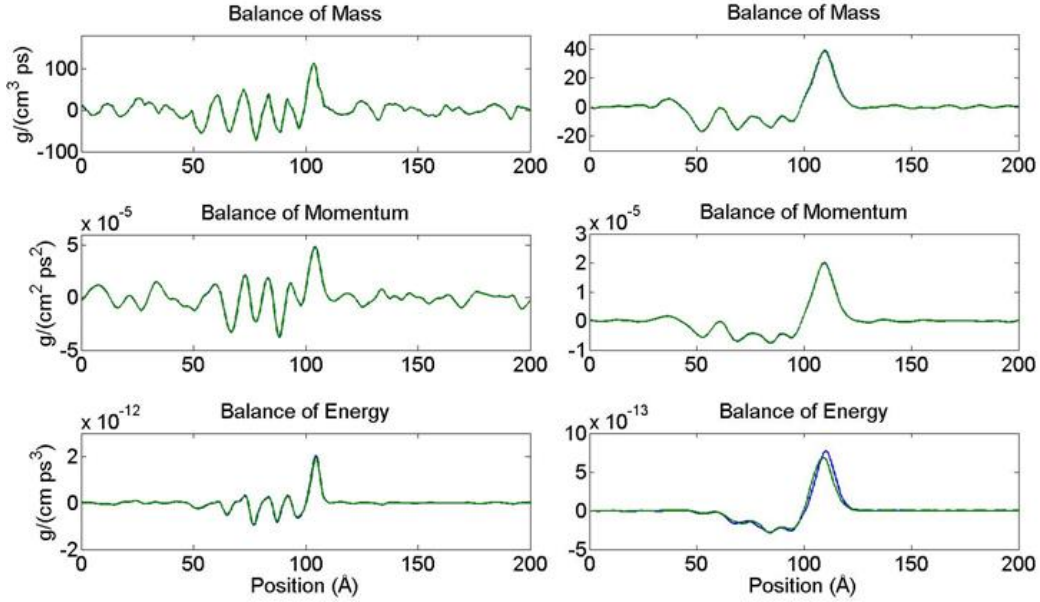 Balance of Mass
g/(cm³ ps)
100
0
-100
0 50 100 150 200
Balance of Mass
40
20
0
-20
0 50 100 150 200
x 10⁻⁵
Balance of Momentum
g/(cm² ps²)
5
0
-5
0 50 100 150 200
x 10⁻⁵
Balance of Momentum
3
2
1
0
-1
0 50 100 150 200
x 10⁻¹²
Balance of Energy
g/(cm ps³)
2
0
-2
0 50 100 150 200
Position (Å)
x 10⁻¹³
Balance of Energy
10
5
0
-5
0 50 100 150 200
Position (Å)